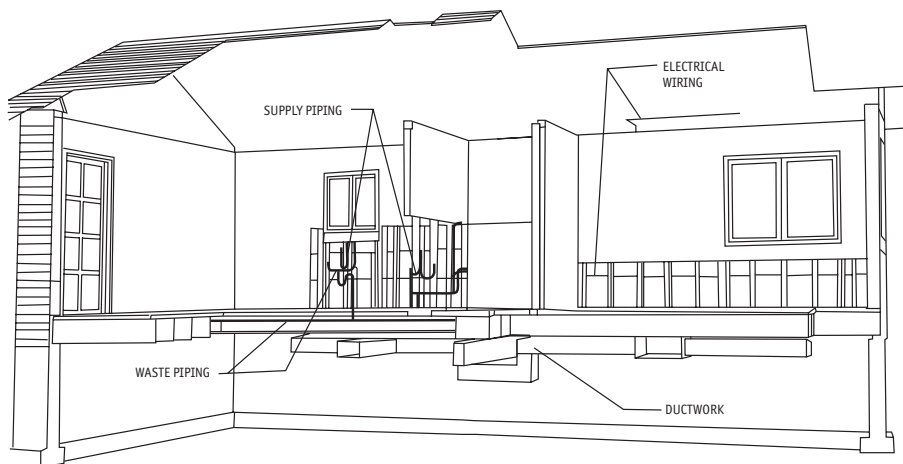 ELECTRICAL
WIRING
SUPPLY PIPING
WASTE PIPING
DUCTWORK